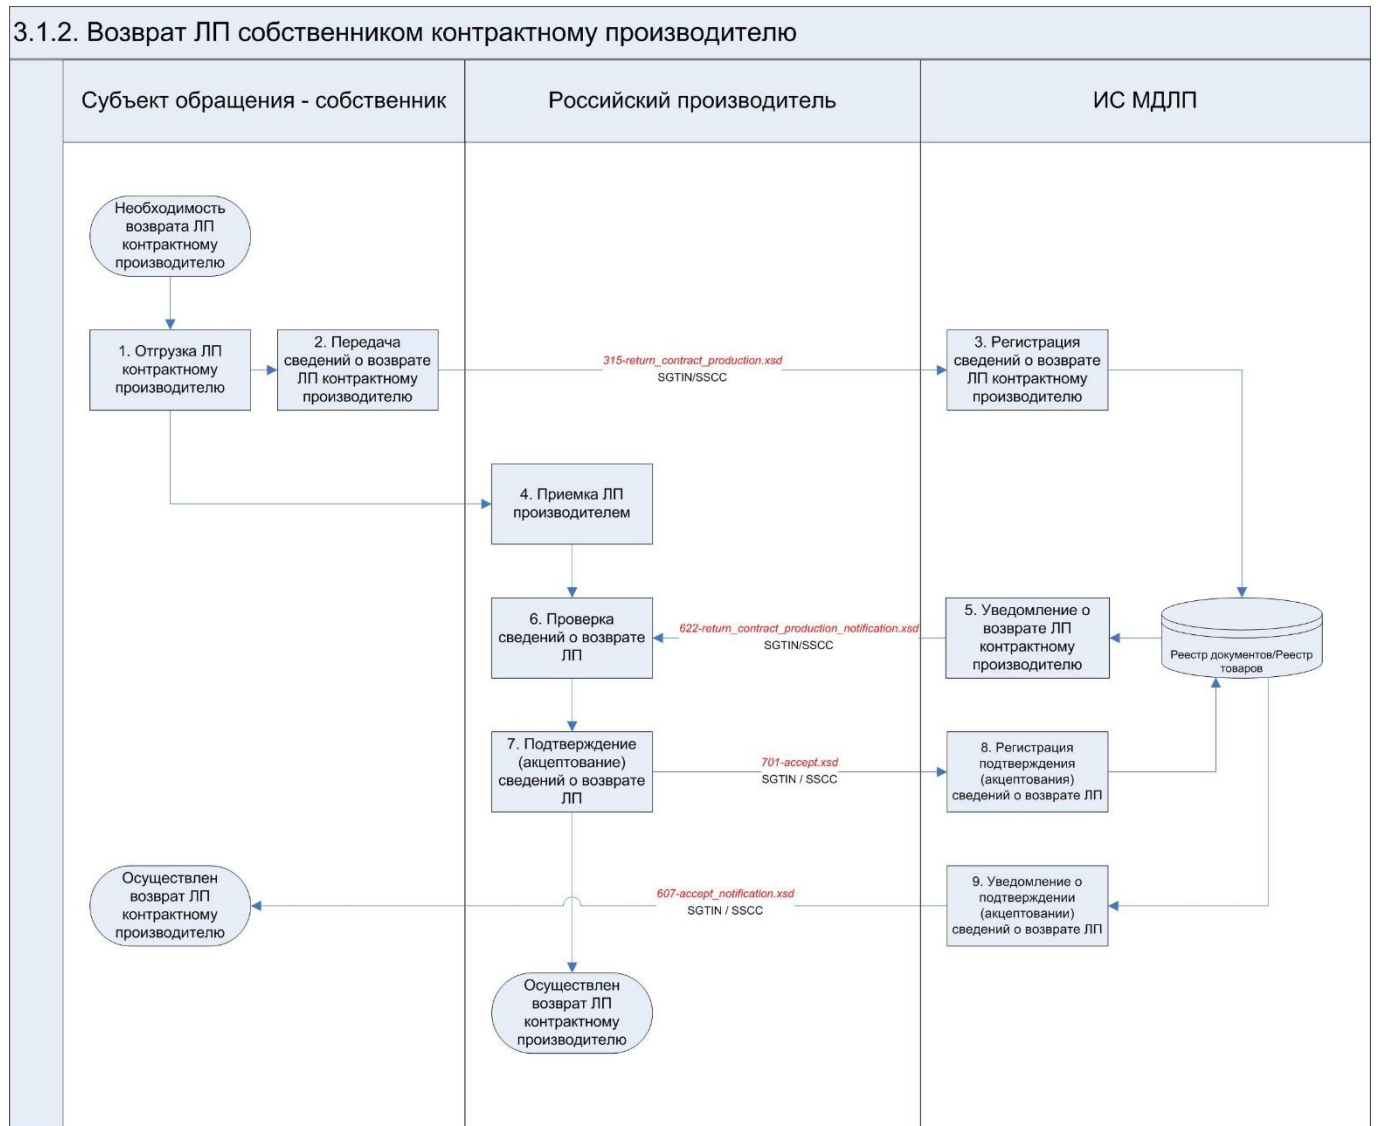 3.1.2. Возврат ЛП собственником контрактному производителю
Субъект обращения - собственник
Российский производитель
ИС МДЛП
Необходимость
возврата ЛП
контрактному
производителю
1. Отгрузка ЛП
контрактному
производителю
2. Передача
сведений о возврате
ЛП контрактному
производителю
315-return_contract_production.xsd
SGTIN/SSCC
3. Регистрация
сведений о возврате
ЛП контрактному
производителю
4. Приемка ЛП
производителем
6. Проверка
сведений о возврате
ЛП
622-return_contract_production_notification.xsd
SGTIN/SSCC
5. Уведомление о
возврате ЛП
контрактному
производителю
Реестр документов/Реестр
товаров
7. Подтверждение
(акцептование)
сведений о возврате
ЛП
701-accept.xsd
SGTIN / SSCC
8. Регистрация
подтверждения
(акцептования)
сведений о возврате ЛП
Осуществлен
возврат ЛП
контрактному
производителю
607-accept_notification.xsd
SGTIN / SSCC
9. Уведомление о
подтверждении
(акцептовании)
сведений о возврате ЛП
Осуществлен
возврат ЛП
контрактному
производителю